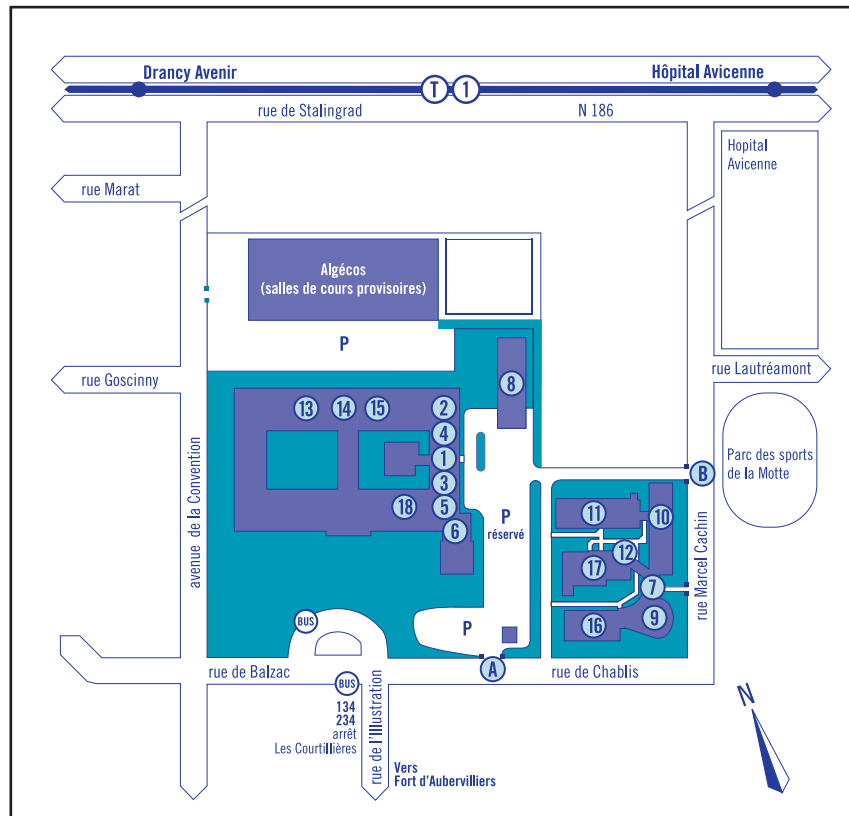 Drancy Avenir
Hôpital Avicenne
T 1
rue de Stalingrad
N 186
Hopital
Avicenne
rue Marat
Algécos
(salles de cours provisoires)
P
rue Goscinny
rue Lautréamont
avenue de la Convention
13 14 15 2
8
4
1
3
18 5
6
P
réservé
B
Parc des sports
de la Motte
11
10
12
17
7
16
9
rue Marcel Cachin
BUS
P
A
rue de Balzac
rue de Chablis
BUS
134
234
arrêt
Les Courtillières
rue de l'Illustration
Vers
Fort d'Aubervilliers
N